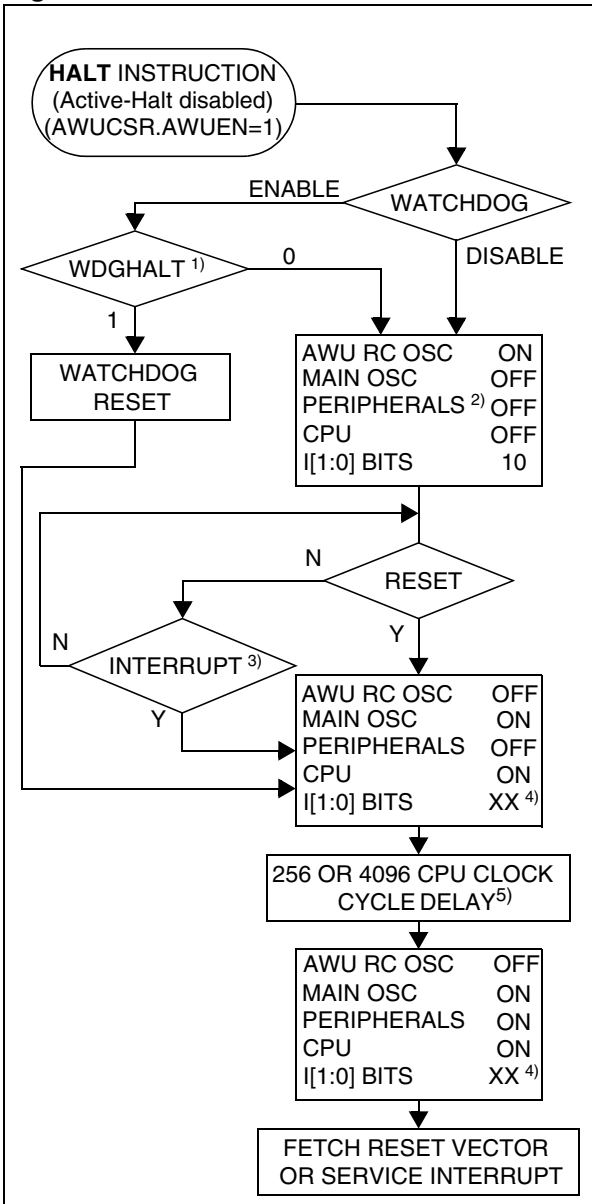 HALT INSTRUCTION
(Active-Halt disabled)
(AWUCSR.AWUEN=1)
WATCHDOG
ENABLE
DISABLE
WDGHALT 1)
0
1
WATCHDOG
RESET
AWU RC OSC ON
MAIN OSC OFF
PERIPHERALS 2) OFF
CPU OFF
I[1:0] BITS 10
RESET
N
Y
INTERRUPT 3)
N
Y
AWU RC OSC OFF
MAIN OSC ON
PERIPHERALS OFF
CPU ON
I[1:0] BITS XX 4)
256 OR 4096 CPU CLOCK
CYCLE DELAY5)
AWU RC OSC OFF
MAIN OSC ON
PERIPHERALS ON
CPU ON
I[1:0] BITS XX 4)
FETCH RESET VECTOR
OR SERVICE INTERRUPT